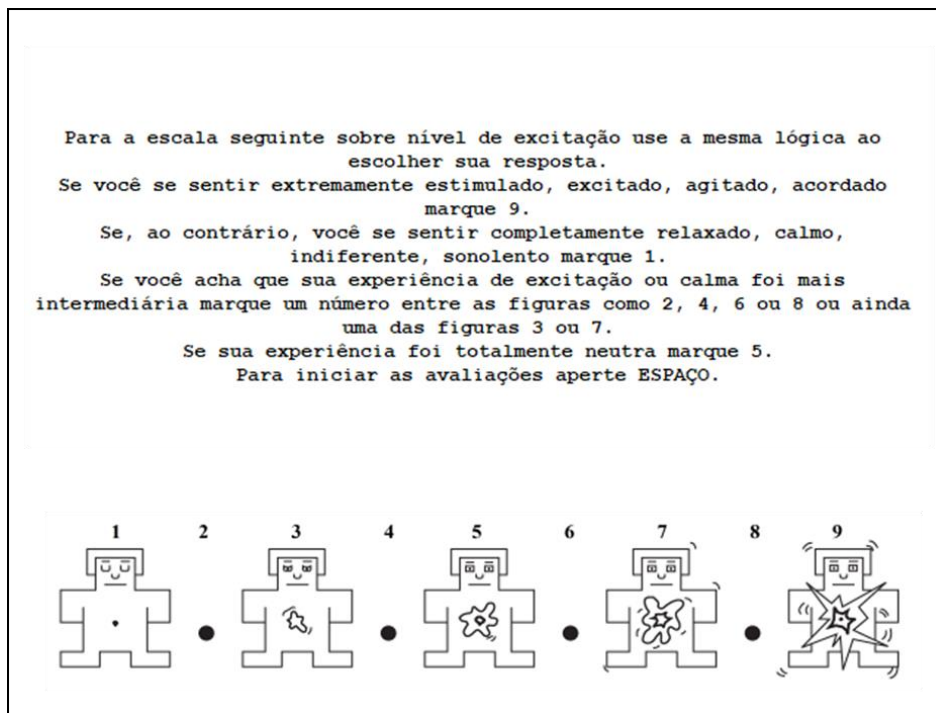 Para a escala seguinte sobre nível de excitação use a mesma lógica ao
escolher sua resposta.
Se você se sentir extremamente estimulado, excitado, agitado, acordado
marque 9.
Se, ao contrário, você se sentir completamente relaxado, calmo,
indiferente, sonolento marque 1.
Se você acha que sua experiência de excitação ou calma foi mais
intermediária marque um número entre as figuras como 2, 4, 6 ou 8 ou ainda
uma das figuras 3 ou 7.
Se sua experiência foi totalmente neutra marque 5.
Para iniciar as avaliações aperte ESPAÇO.
1 2 3 4 5 6 7 8 9